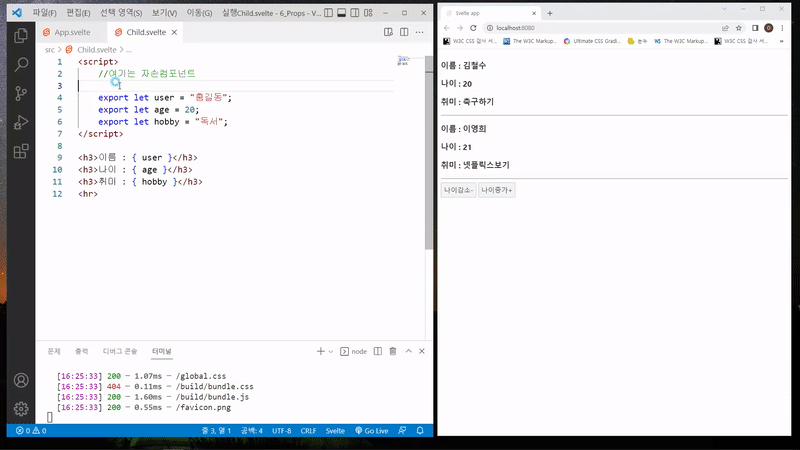 파일(F) 편집(E) 선택 영역(S) 보기(V) 이동(G) 실행Child.svelte - 6_Props - V...
App.svelte Child.svelte
src > Child.svelte > ...
1 <script>
2 //여기는 자손컴포넌트
3
4 export let user = "홍길동";
5 export let age = 20;
6 export let hobby = "독서";
7 </script>
8
9 <h3>이름 : { user }</h3>
10 <h3>나이 : { age }</h3>
11 <h3>취미 : { hobby }</h3>
12 <hr>
문제 출력 디버그 콘솔 터미널 node
[16:25:33] 200 — 1.07ms — /global.css
[16:25:33] 404 — 0.11ms — /build/bundle.css
[16:25:33] 200 — 1.60ms — /build/bundle.js
[16:25:33] 200 — 0.55ms — /favicon.png
0 0 줄 3, 열 1 공백: 4 UTF-8 CRLF Svelte Go Live
Svelte app
localhost:8080
W3C CSS 검사 서... The W3C Markup... Ultimate CSS Gradi... 눈누 The W3C Markup... W3C CSS 검사 서...
이름 : 김철수
나이 : 20
취미 : 축구하기
이름 : 이영희
나이 : 21
취미 : 넷플릭스보기
나이감소- 나이증가+